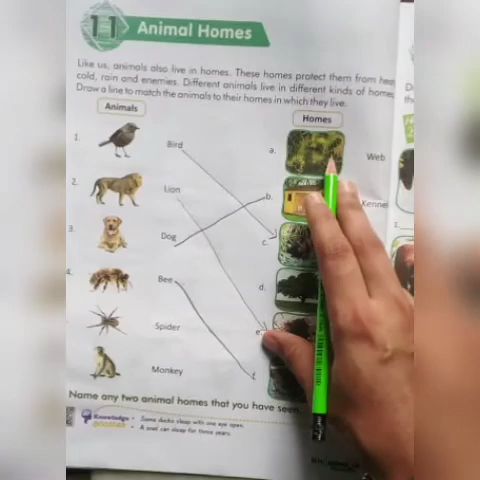 11 Animal Homes
Like us, animals also live in homes. These homes protect them from
cold, rain and enemies. Different animals live in different kinds of
Draw a line to match the animals to their homes in which they live.
Animals
Homes
1. Bird a. Web
2. Lion b. Kennel
3. Dog c.
4. Bee d.
Spider e.
Monkey f.
Name any two animal homes that you have seen.
Knowledge Some ducks sleep with one eye open.
A snail can sleep for three years.